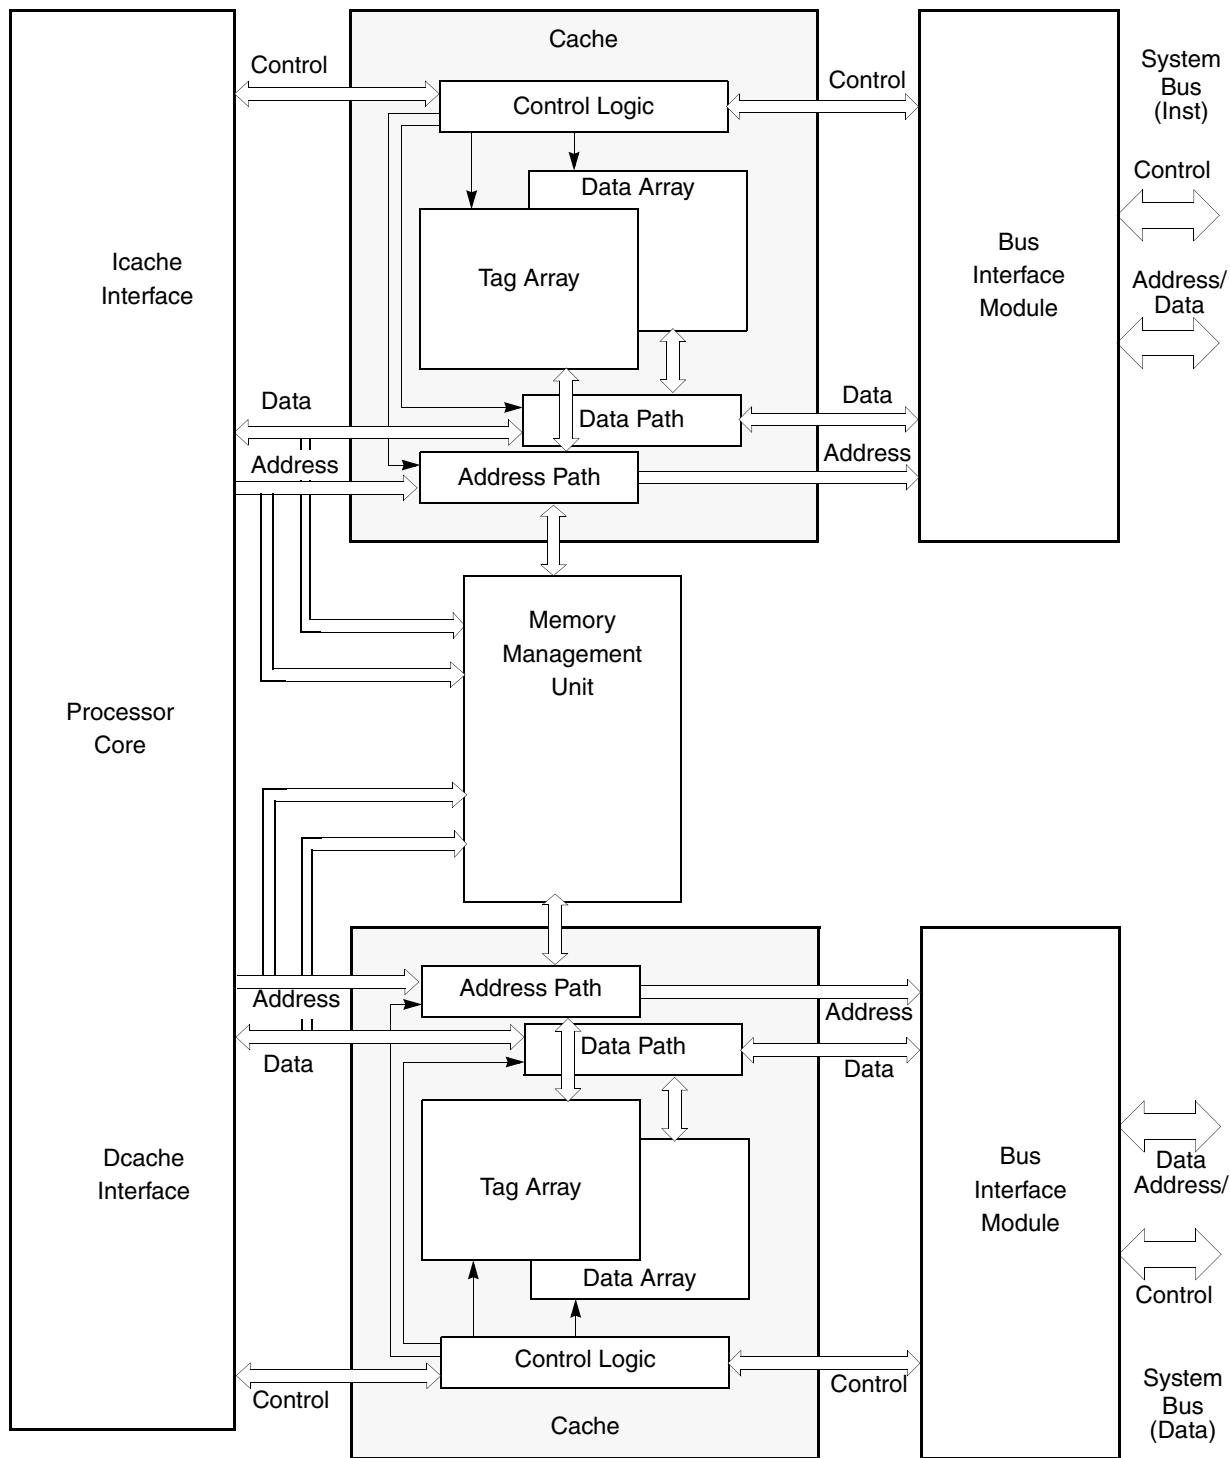 Cache
Control
Control Logic
Control
System
Bus
(Inst)
Control
Data Array
Icache
Interface
Tag Array
Bus
Interface
Module
Address/
Data
Data
Data Path
Data
Address
Address Path
Address
Memory
Management
Unit
Processor
Core
Address
Address Path
Address
Data
Data Path
Data
Dcache
Interface
Tag Array
Bus
Interface
Module
Data
Address/
Data Array
Control
Control
Control Logic
Control
System
Bus
(Data)
Cache